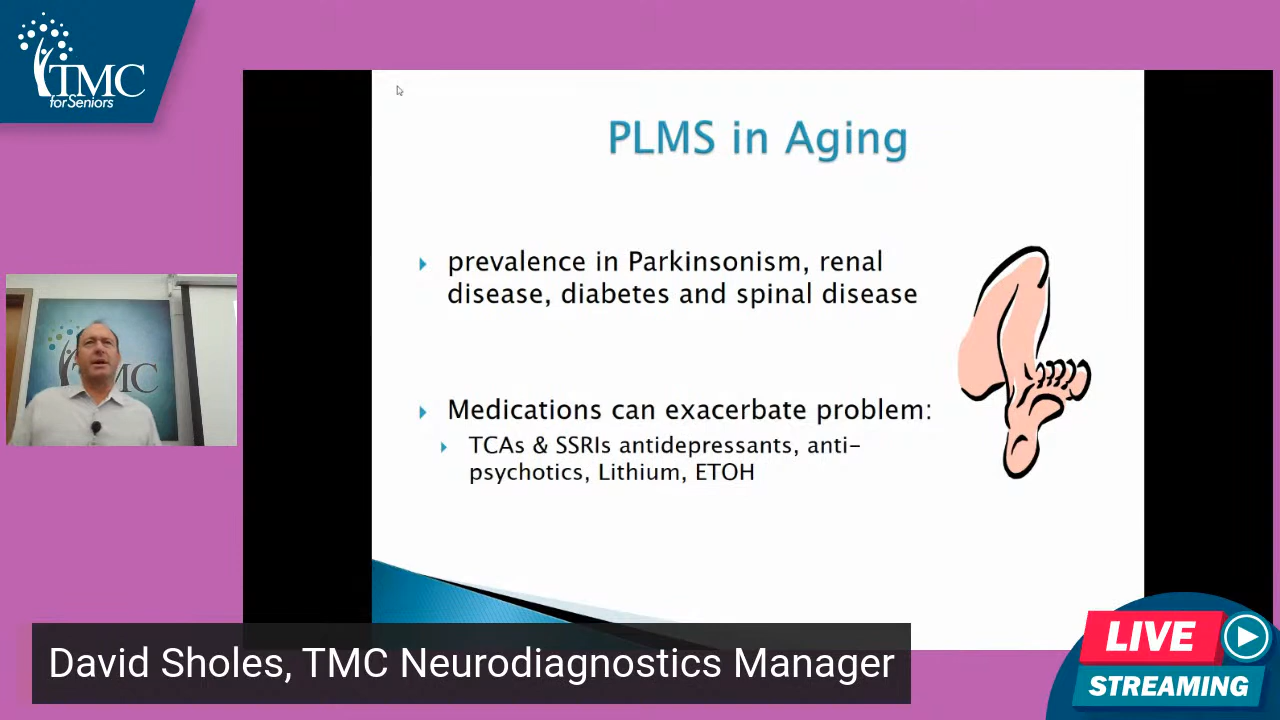 TMC
for Seniors
PLMS in Aging
prevalence in Parkinsonism, renal
disease, diabetes and spinal disease
TMC
Medications can exacerbate problem:
TCAs & SSRIs antidepressants, anti-
psychotics, Lithium, ETOH
David Sholes, TMC Neurodiagnostics Manager
LIVE
STREAMING